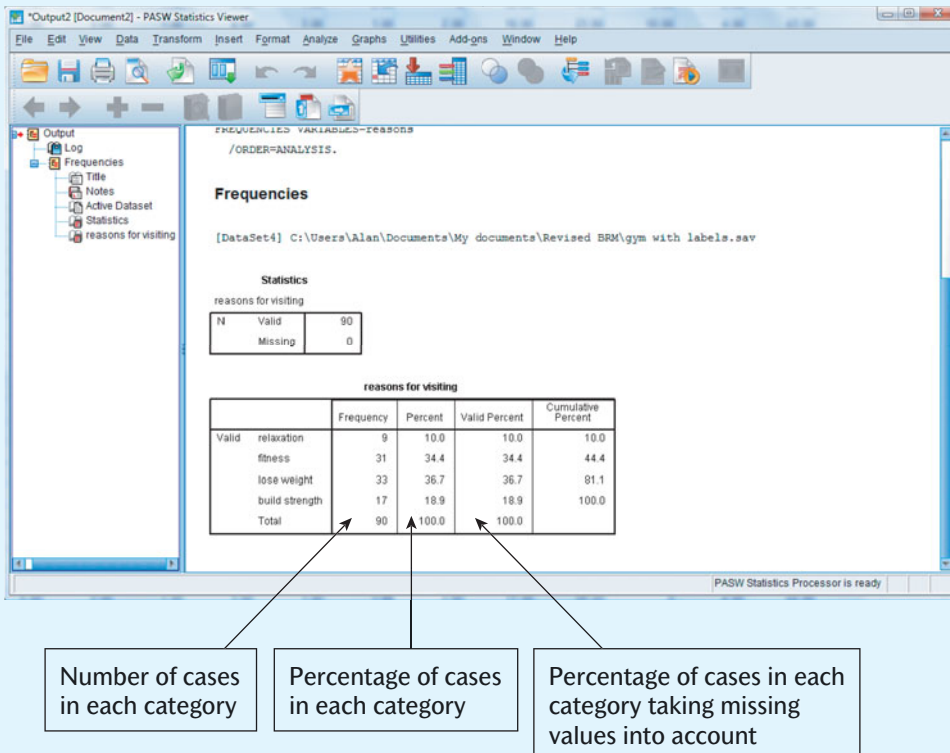 *Output2 [Document2] - PASW Statistics Viewer
File Edit View Data Transform Insert Format Analyze Graphs Utilities Add-ons Window Help
Output
Log
Frequencies
Title
Notes
Active Dataset
Statistics
reasons for visiting
FREQUENCIES VARIABLES=reasons
/ORDER=ANALYSIS.
Frequencies
[DataSet4] C:\Users\Alan\Documents\My documents\Revised BRM\gym with labels.sav
Statistics
reasons for visiting
N Valid 90
Missing 0
reasons for visiting
Frequency Percent Valid Percent Cumulative Percent
Valid relaxation 9 10.0 10.0 10.0
fitness 31 34.4 34.4 44.4
lose weight 33 36.7 36.7 81.1
build strength 17 18.9 18.9 100.0
Total 90 100.0 100.0
PASW Statistics Processor is ready
Number of cases
in each category
Percentage of cases
in each category
Percentage of cases in each
category taking missing
values into account